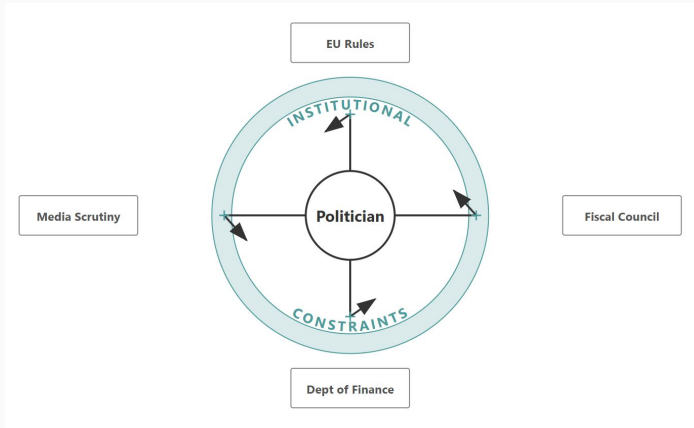 EU Rules
INSTITUTIONAL
Media Scrutiny
Politician
Fiscal Council
CONSTRAINTS
Dept of Finance